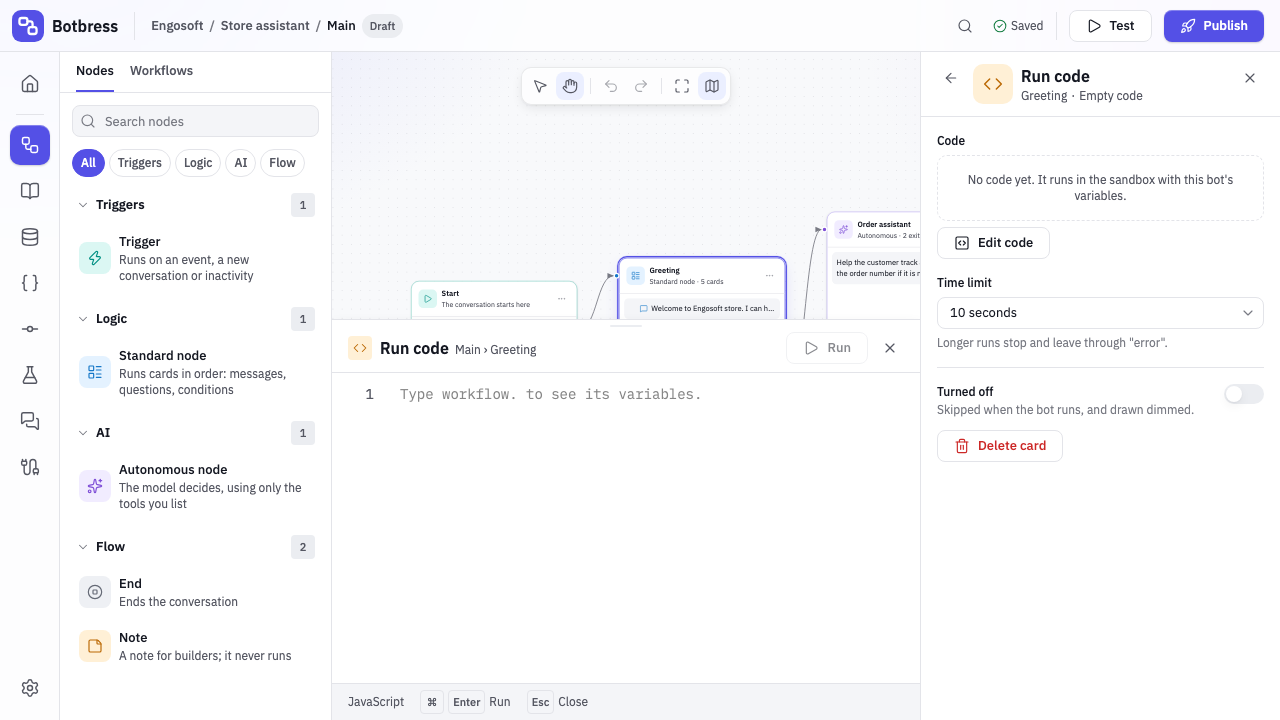 Botbress
Engosoft / Store assistant / Main Draft
Saved
Test
Publish
Nodes Workflows
Search nodes
All Triggers Logic AI Flow
Triggers 1
Trigger
Runs on an event, a new
conversation or inactivity
Logic 1
Standard node
Runs cards in order: messages,
questions, conditions
AI 1
Autonomous node
The model decides, using only the
tools you list
Flow 2
End
Ends the conversation
Note
A note for builders; it never runs
Start
The conversation starts here
Greeting
Standard node · 5 cards
Welcome to Engosoft store. I can h...
Order assistant
Autonomous · 2 exit
Help the customer track
the order number if it is
Run code Main › Greeting
Run
1 Type workflow. to see its variables.
JavaScript ⌘ Enter Run Esc Close
Run code
Greeting · Empty code
Code
No code yet. It runs in the sandbox with this bot's
variables.
Edit code
Time limit
10 seconds
Longer runs stop and leave through "error".
Turned off
Skipped when the bot runs, and drawn dimmed.
Delete card